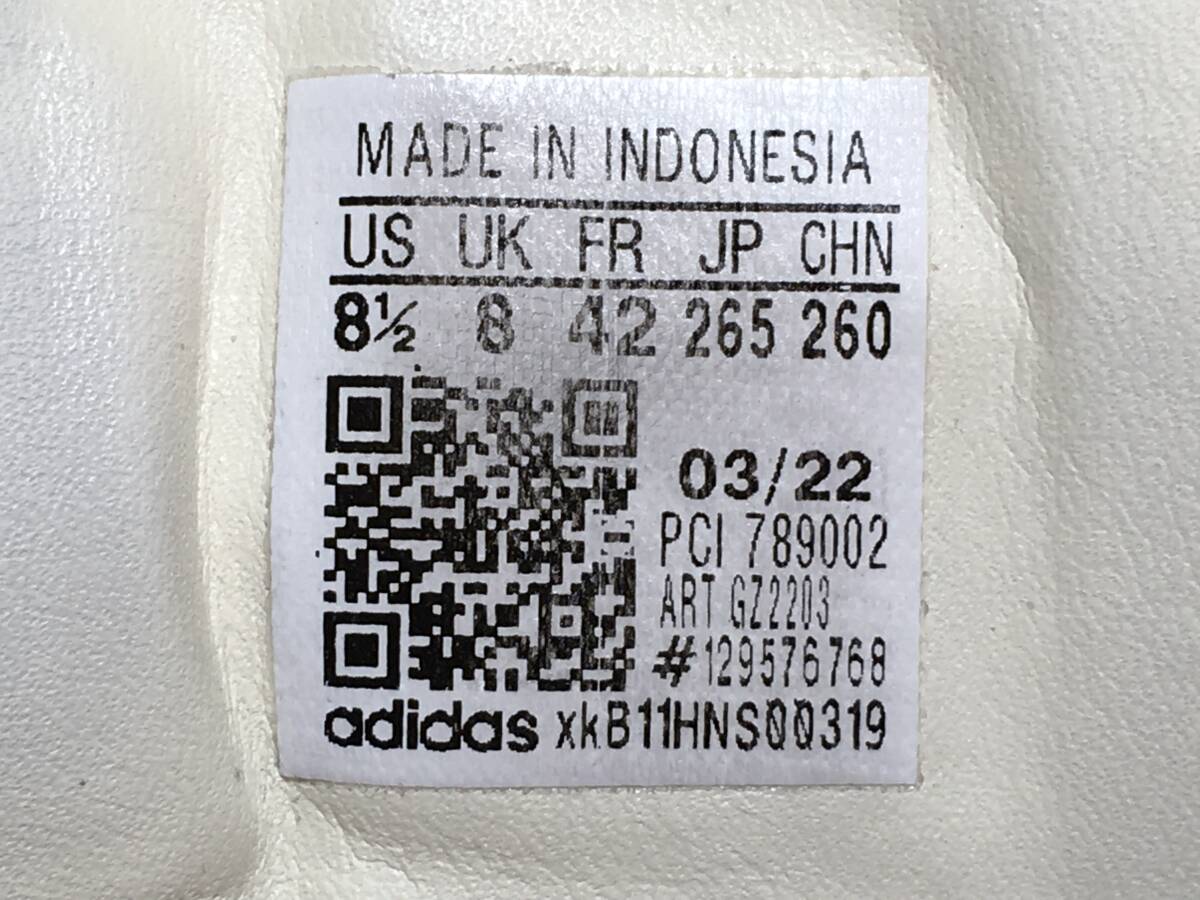 MADE IN INDONESIA
US UK FR JP CHN
8½ 8 42 265 260
03/22
PCI 789002
ART GZ2203
#129576768
adidas xkB11HNS00319